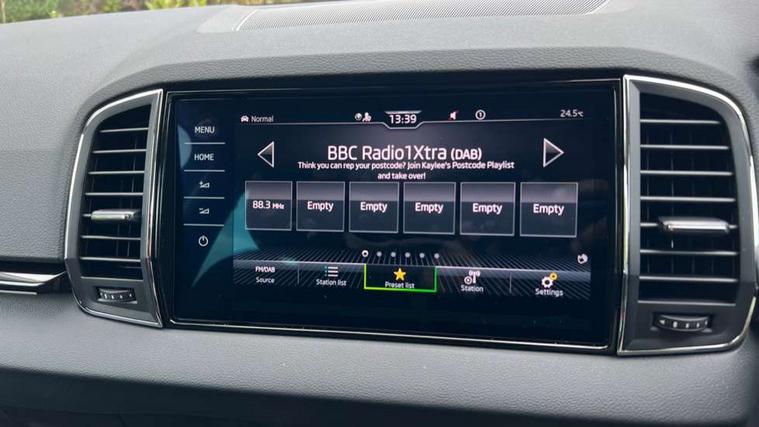 Normal
13:39
1
24.5°C
MENU
HOME
BBC Radio1Xtra (DAB)
Think you can rep your postcode? Join Kaylee's Postcode Playlist
and take over!
88.3 MHz
Empty
Empty
Empty
Empty
Empty
FM/DAB
Source
Station list
Preset list
Station
Settings